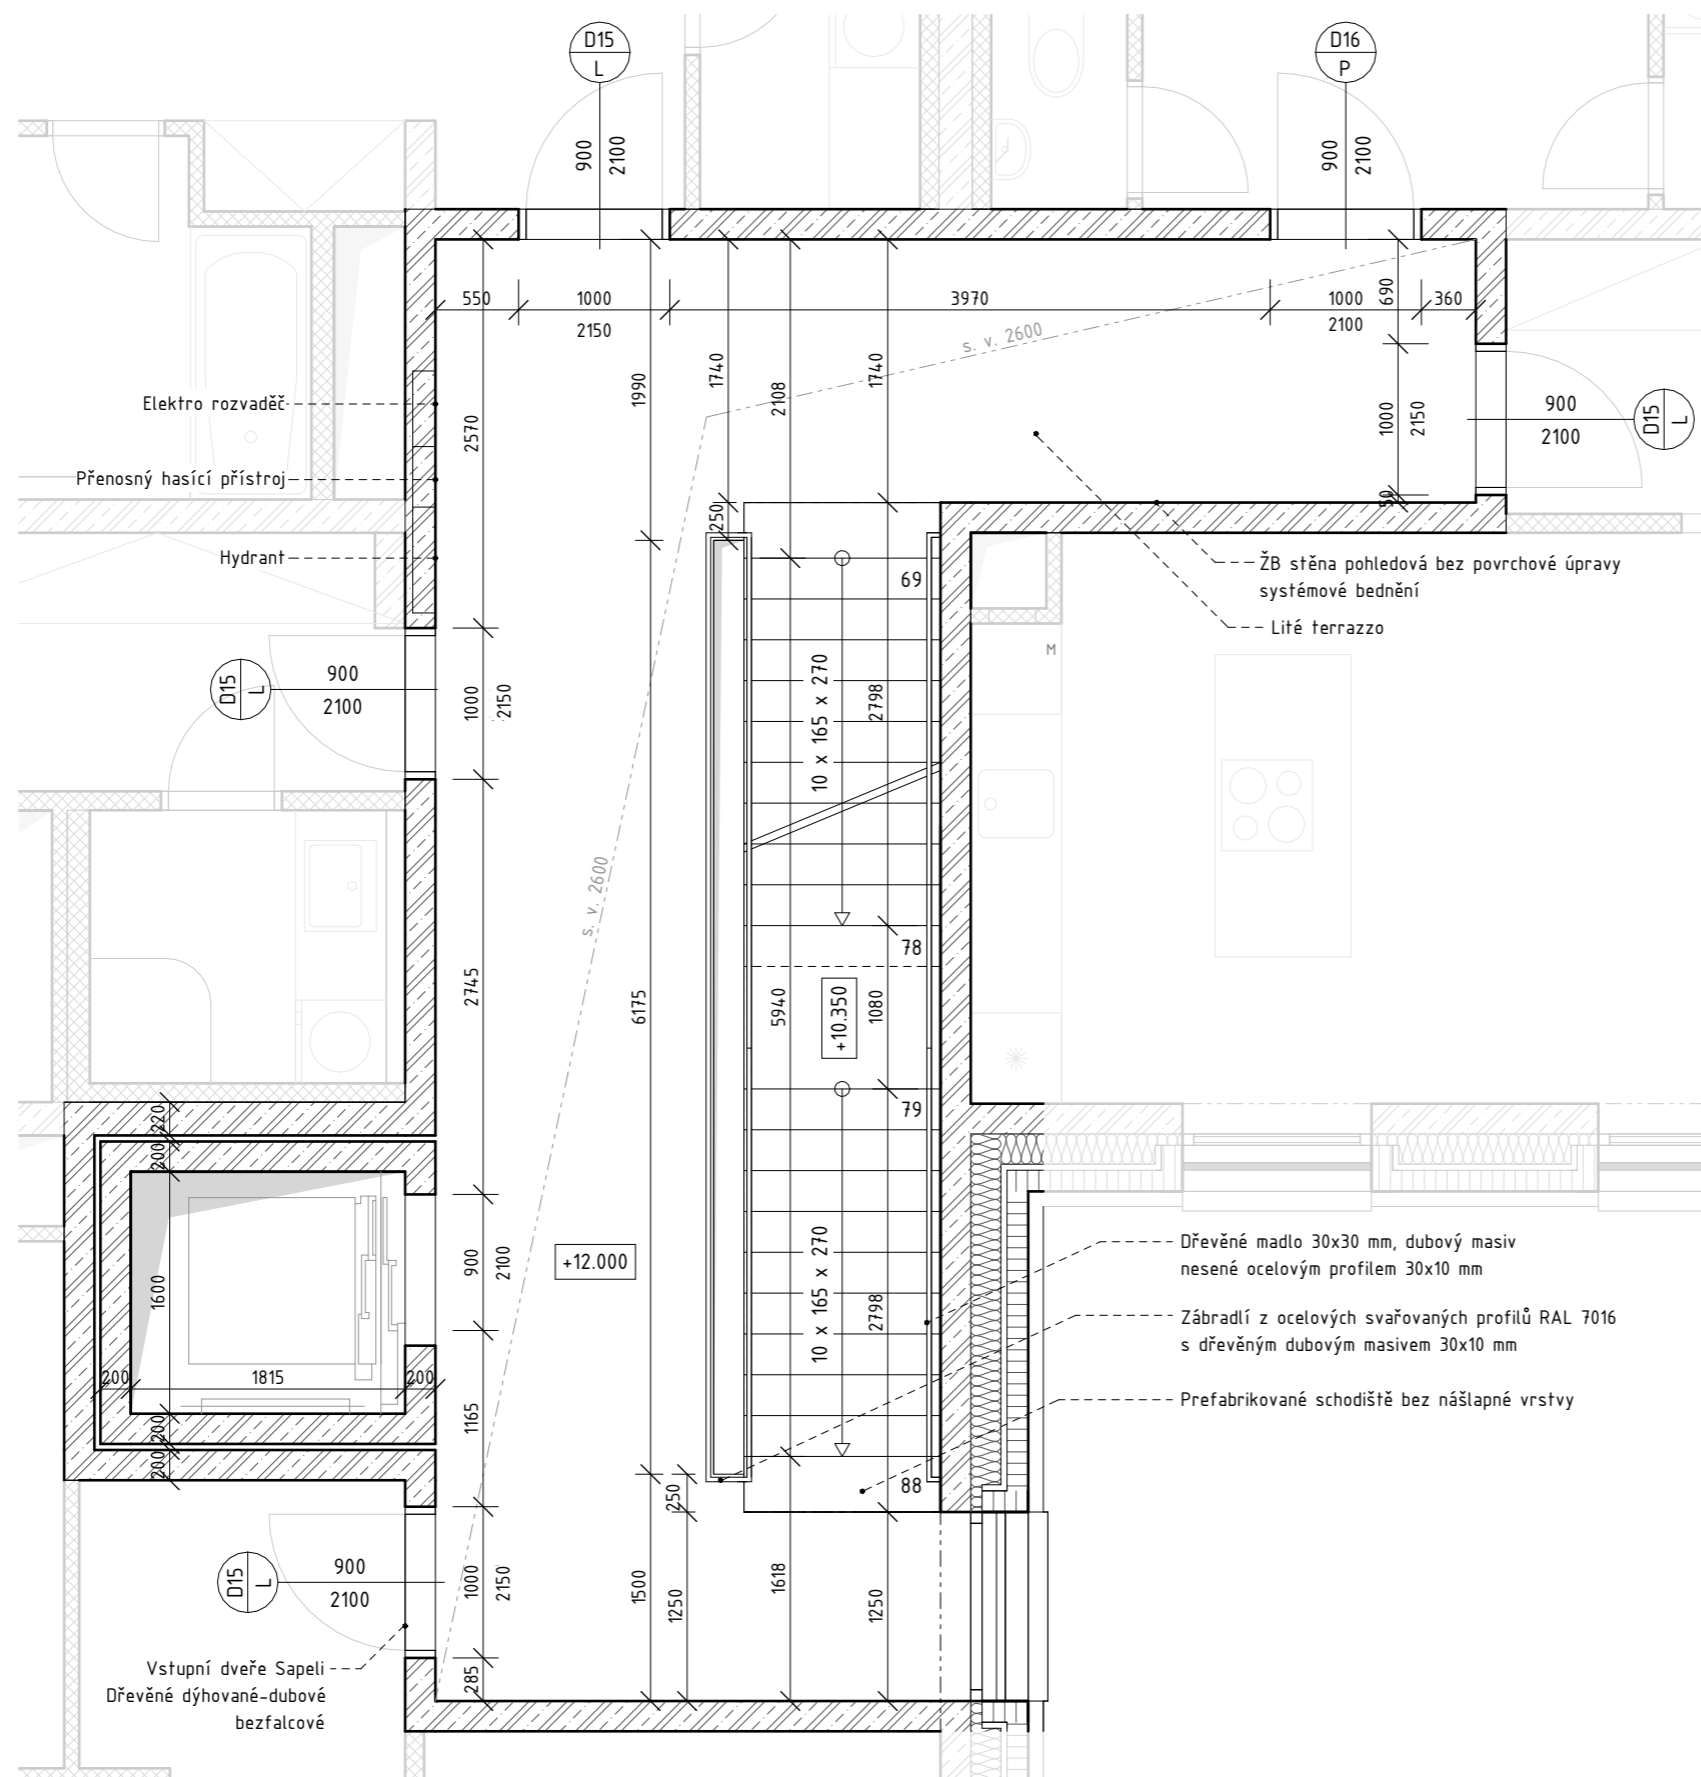 D15
L
D16
P
900
2100
900
2100
550
1000
2150
3970
1000
2100
690
360
s. v. 2600
1740
2108
1740
1990
2570
1000
2150
50
900
2100
D15
L
Elektro rozvaděč
Přenosný hasící přístroj
Hydrant
250
69
ŽB stěna pohledová bez povrchové úpravy
systémové bednění
Lité terrazzo
M
D15
L
900
2100
1000
2150
10 x 165 x 270
2798
s. v. 2600
78
2745
6175
5940
+10.350
1080
79
220
200
1600
200
1815
200
200
200
900
2100
+12.000
10 x 165 x 270
2798
Dřevěné madlo 30x30 mm, dubový masiv
nesené ocelovým profilem 30x10 mm
Zábradlí z ocelových svařovaných profilů RAL 7016
s dřevěným dubovým masivem 30x10 mm
Prefabrikované schodiště bez nášlapné vrstvy
1165
250
88
D15
L
900
2100
1000
2150
1500
1250
1618
1250
285
Vstupní dveře Sapeli
Dřevěné dýhované-dubové
bezfalcové